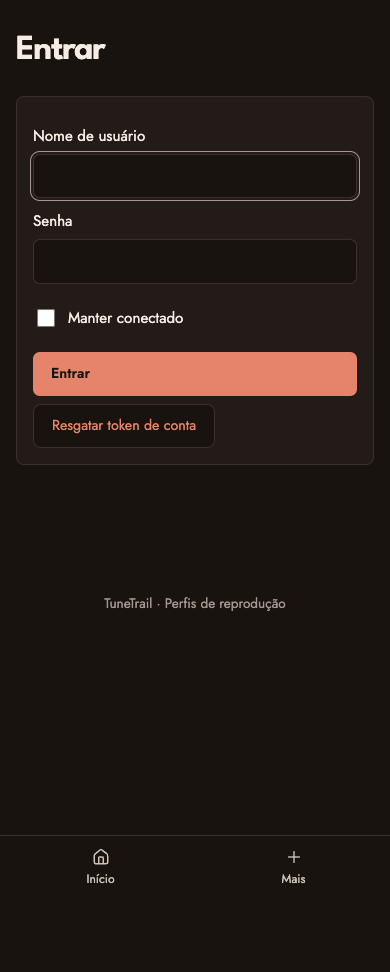 Entrar
Nome de usuário
Senha
Manter conectado
Entrar
Resgatar token de conta
TuneTrail · Perfis de reprodução
Início
Mais